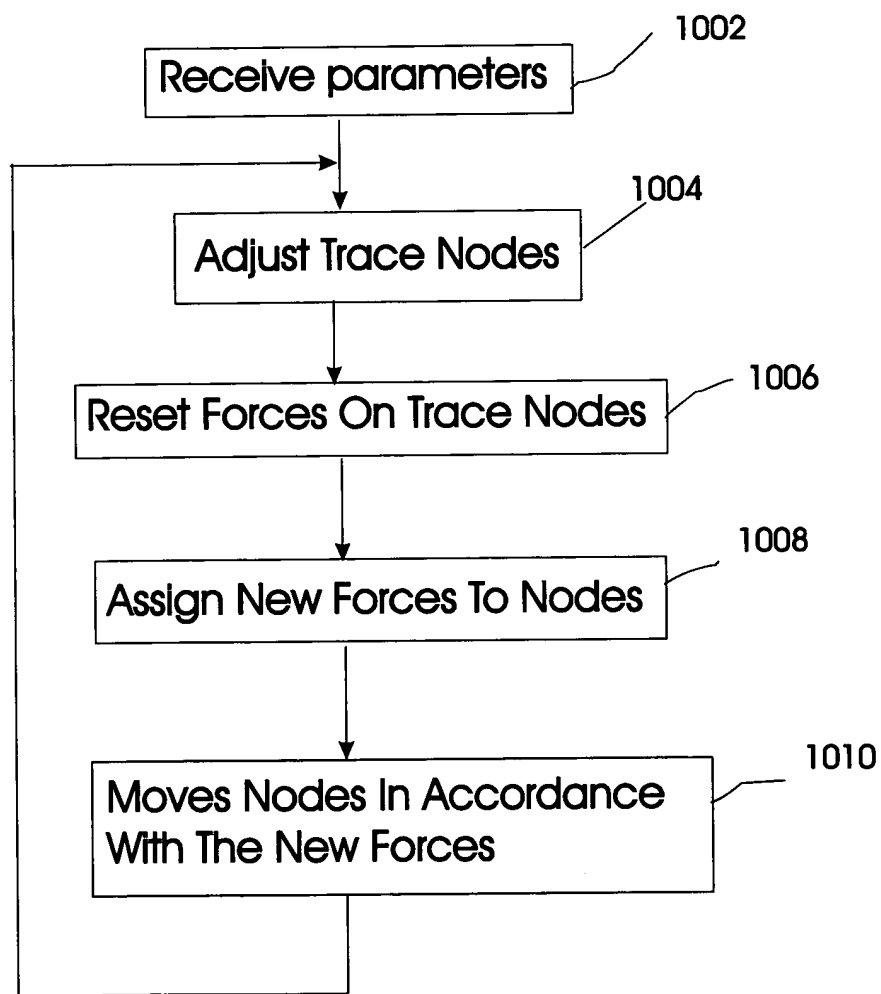 1002
Receive parameters
1004
Adjust Trace Nodes
1006
Reset Forces On Trace Nodes
1008
Assign New Forces To Nodes
1010
Moves Nodes In Accordance
With The New Forces